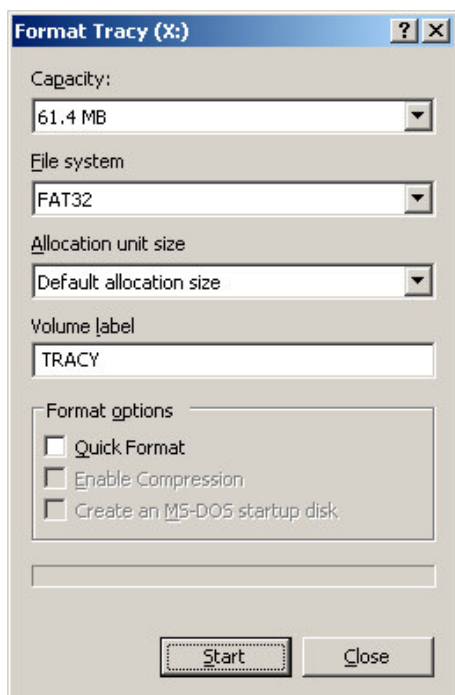 Format Tracy (X:)
Capacity:
61.4 MB
File system
FAT32
Allocation unit size
Default allocation size
Volume label
TRACY
Format options
Quick Format
Enable Compression
Create an MS-DOS startup disk
Start
Close